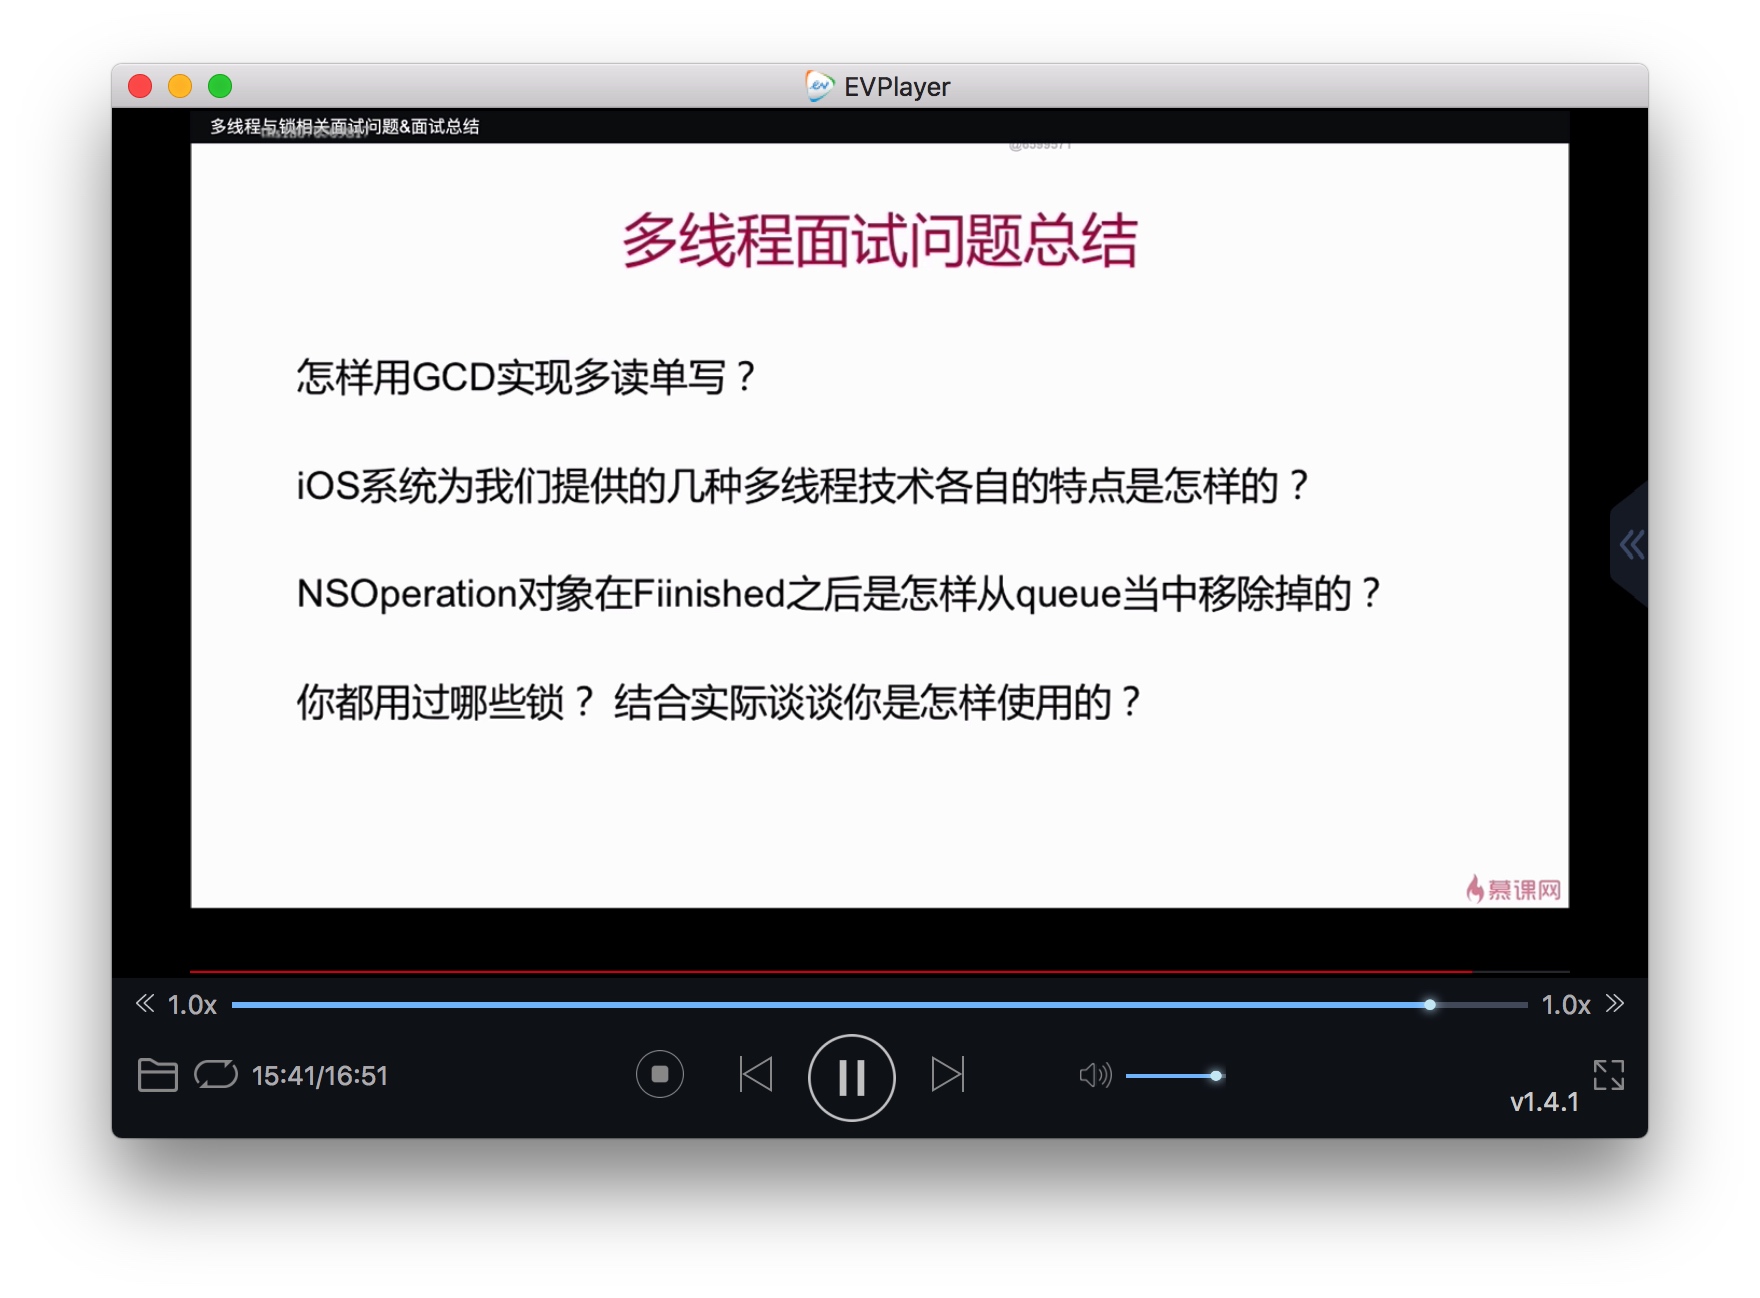 EVPlayer
多线程与锁相关面试问题&面试总结
多线程面试问题总结
怎样用GCD实现多读单写？
iOS系统为我们提供的几种多线程技术各自的特点是怎样的？
NSOperation对象在Fiinished之后是怎样从queue当中移除掉的？
你都用过哪些锁？ 结合实际谈谈你是怎样使用的？
慕课网
1.0x
1.0x
15:41/16:51
v1.4.1